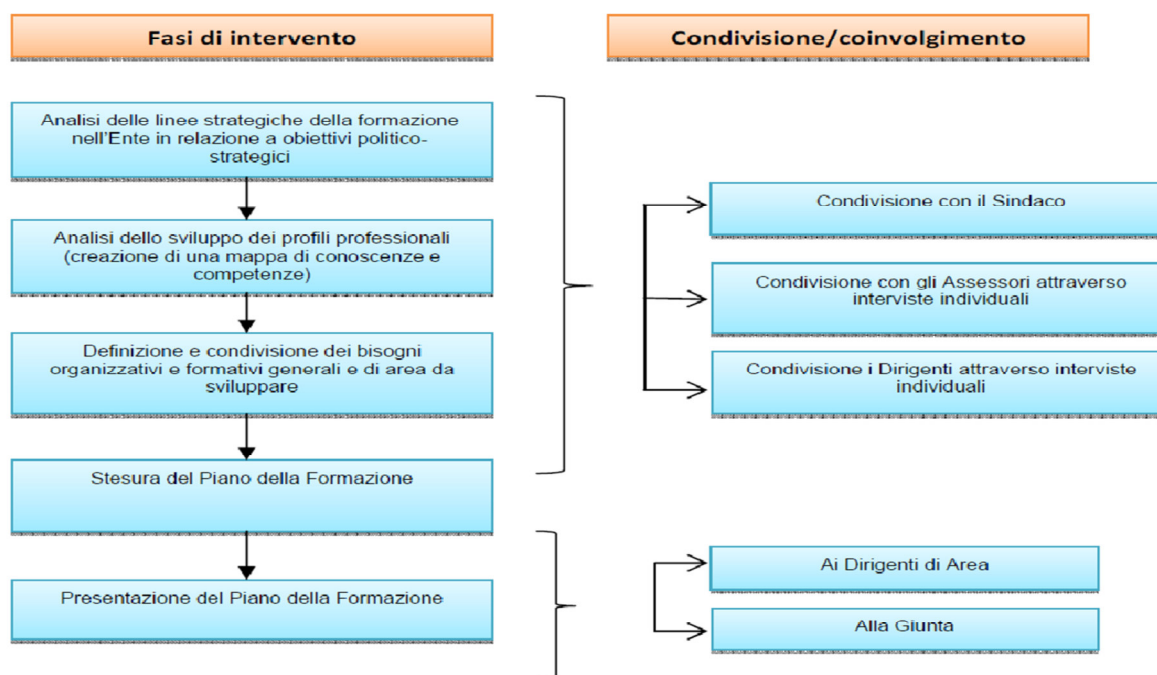 Fasi di intervento
Condivisione/coinvolgimento
Analisi delle linee strategiche della formazione
nell'Ente in relazione a obiettivi politico-
strategici
Analisi dello sviluppo dei profili professionali
(creazione di una mappa di conoscenze e
competenze)
Definizione e condivisione dei bisogni
organizzativi e formativi generali e di area da
sviluppare
Stesura del Piano della Formazione
Presentazione del Piano della Formazione
Condivisione con il Sindaco
Condivisione con gli Assessori attraverso
interviste individuali
Condivisione i Dirigenti attraverso interviste
individuali
Ai Dirigenti di Area
Alla Giunta